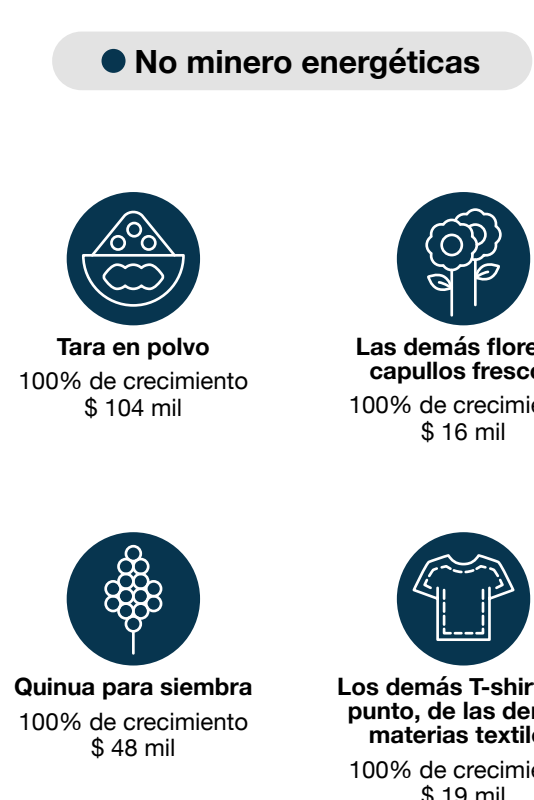 No minero energéticas
Tara en polvo
100% de crecimiento
$ 104 mil
Las demás flore
capullos fresc
100% de crecimie
$ 16 mil
Quinua para siembra
100% de crecimiento
$ 48 mil
Los demás T-shir
punto, de las de
materias textil
100% de crecimie
$ 19 mil